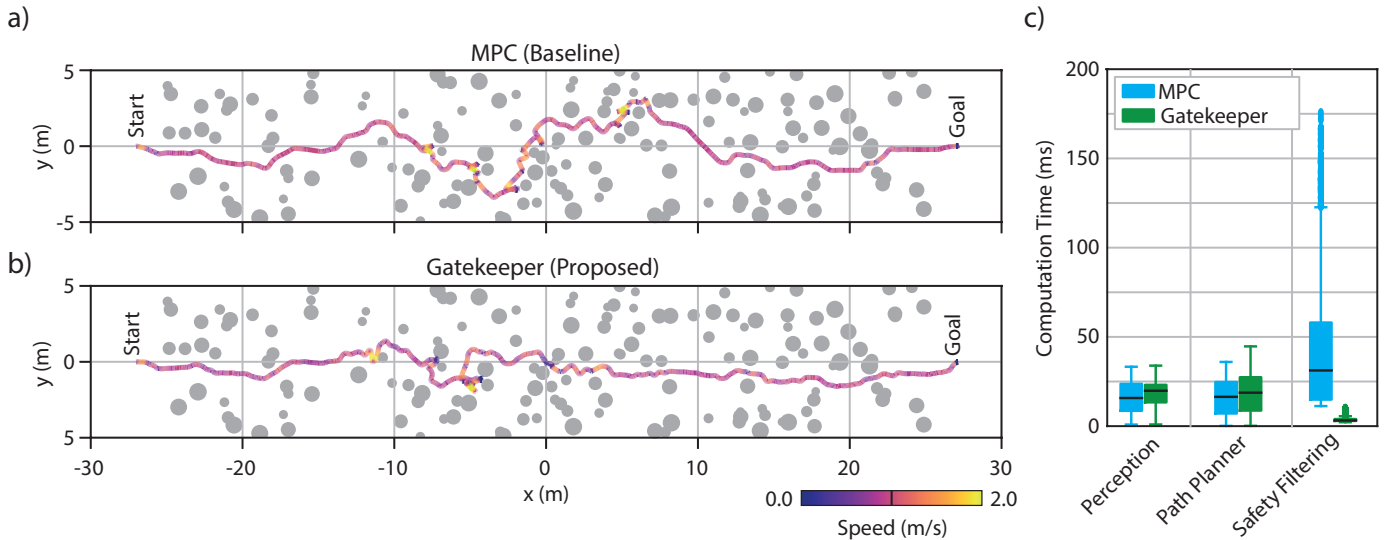 a)
MPC (Baseline)
5
0
-5
y (m)
Start
Goal
b)
Gatekeeper (Proposed)
5
0
5
y (m)
Start
Goal
-30 -20 -10 0 10 20 30
x (m)
0.0 2.0
Speed (m/s)
c)
200
150
100
50
0
Computation Time (ms)
MPC
Gatekeeper
Perception
Path Planner
Safety Filtering